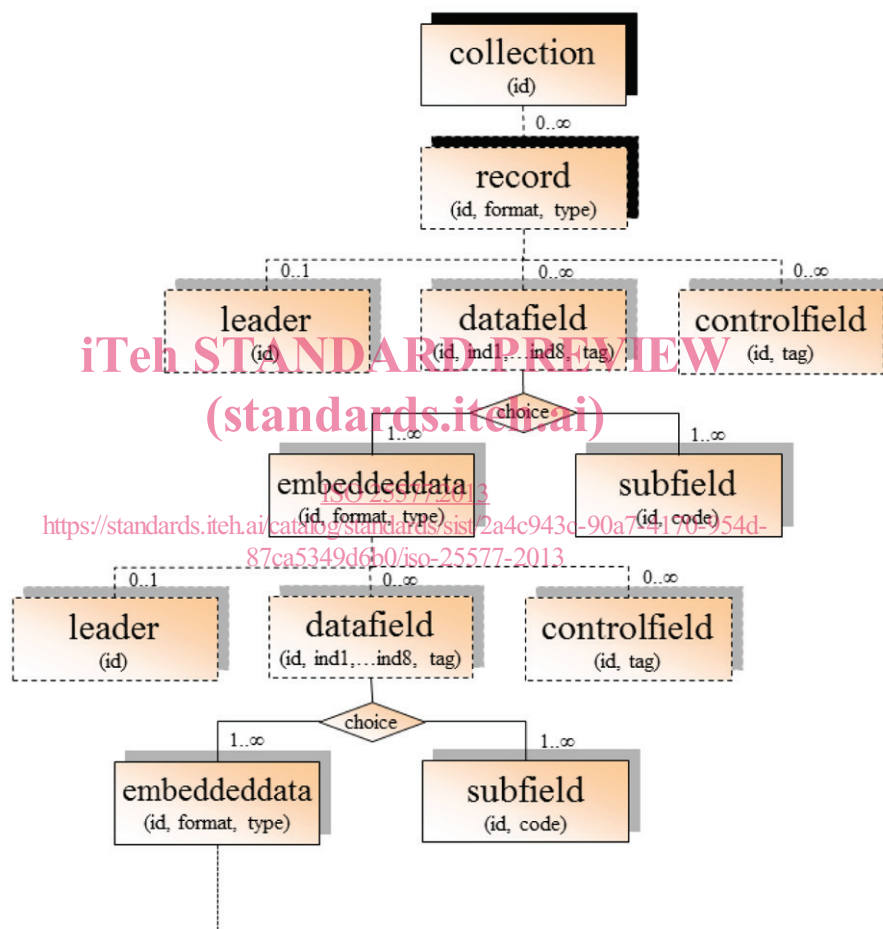 collection
(id)
0..∞
record
(id, format, type)
0..1
0..∞
0..∞
leader
(id)
datafield
(id, ind1,...ind8, tag)
controlfield
(id, tag)
iTeh STANDARD PREVIEW
(standards.iteh.ai)
choice
1..∞
1..∞
embeddeddata
(id, format, type)
subfield
(id, code)
ISO 25577:2013
https://standards.iteh.ai/catalog/standards/sist/2a4c943c-90a7-4170-954d-
87ca5349d6b0/iso-25577-2013
0..1
0..∞
0..∞
leader
(id)
datafield
(id, ind1,...ind8, tag)
controlfield
(id, tag)
choice
1..∞
1..∞
embeddeddata
(id, format, type)
subfield
(id, code)